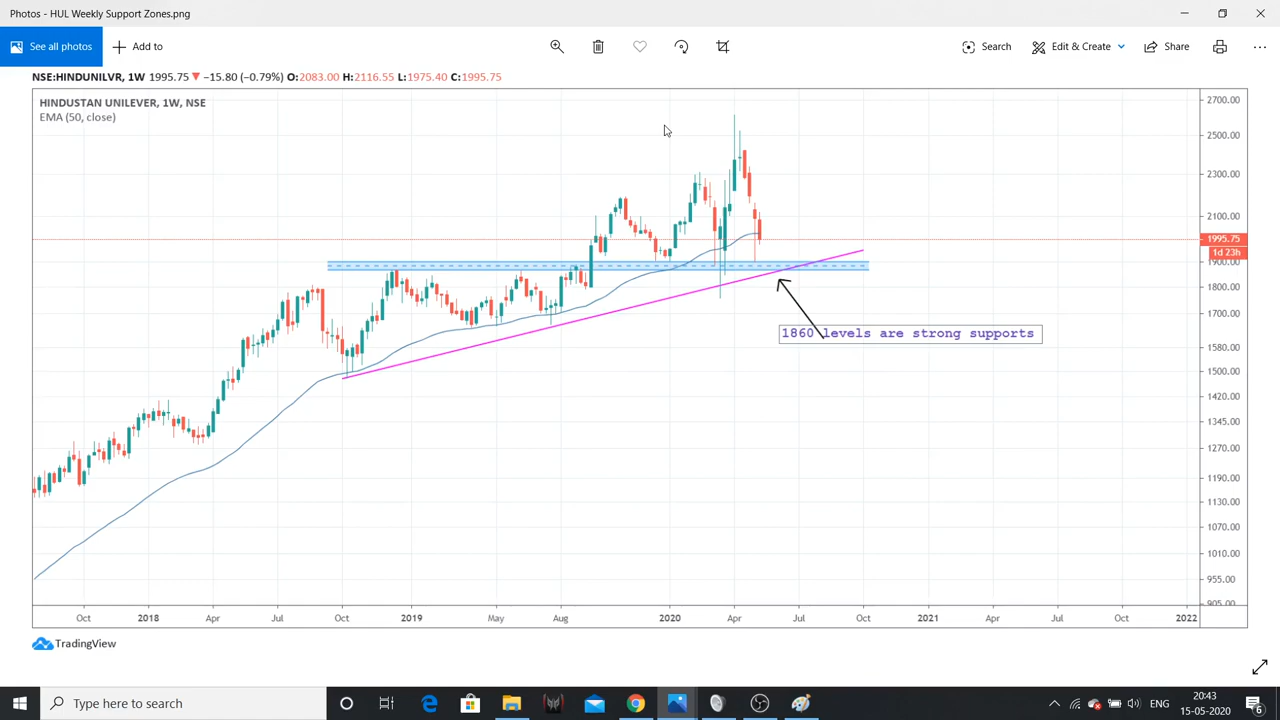 Photos - HUL Weekly Support Zones.png
See all photos
Add to
Search
Edit & Create
Share
NSE:HINDUNILVR, 1W 1995.75 ▼ −15.80 (−0.79%) O:2083.00 H:2116.55 L:1975.40 C:1995.75
HINDUSTAN UNILEVER, 1W, NSE
EMA (50, close)
2700.00
2500.00
2300.00
2100.00
1995.75
1d 23h
1900.00
1800.00
1700.00
1580.00
1500.00
1420.00
1345.00
1270.00
1190.00
1130.00
1070.00
1010.00
955.00
905.00
1860 levels are strong supports
Oct 2018 Apr Jul Oct 2019 May Aug 2020 Apr Jul Oct 2021 Apr Jul Oct 2022
TradingView
Type here to search
ENG
20:43
15-05-2020
6